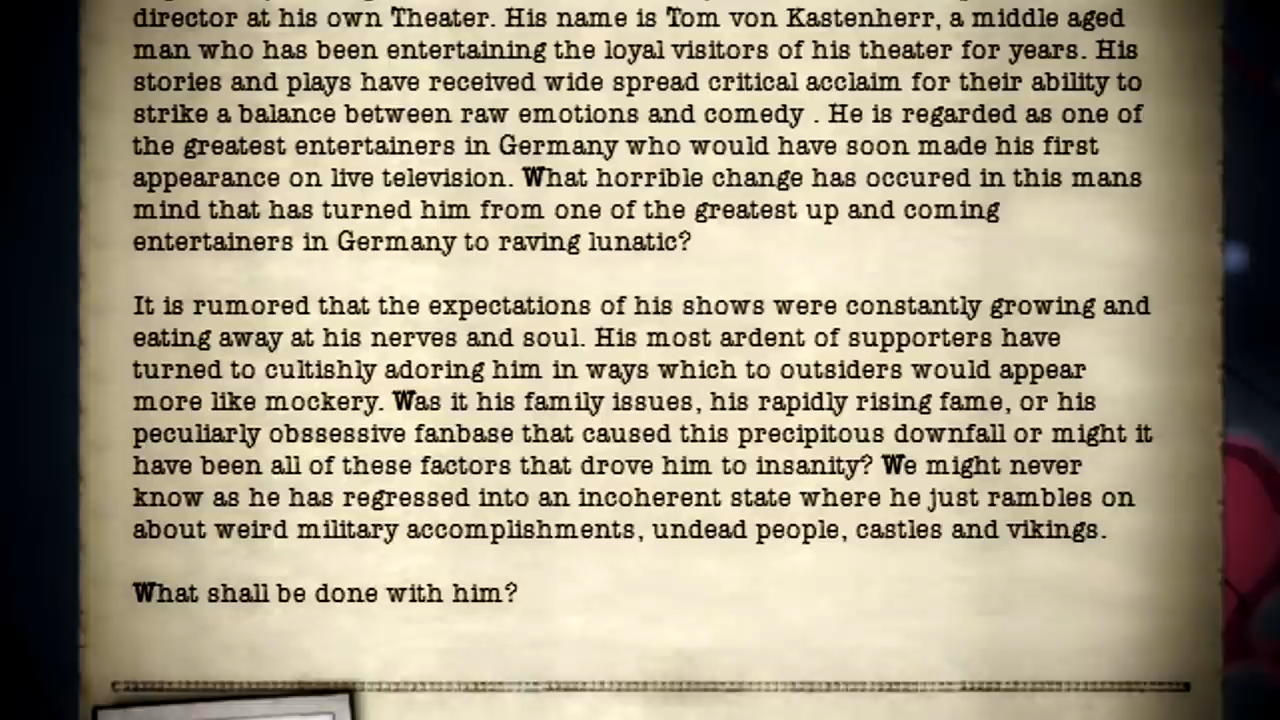 director at his own Theater. His name is Tom von Kastenherr, a middle aged
man who has been entertaining the loyal visitors of his theater for years. His
stories and plays have received wide spread critical acclaim for their ability to
strike a balance between raw emotions and comedy . He is regarded as one of
the greatest entertainers in Germany who would have soon made his first
appearance on live television. What horrible change has occured in this mans
mind that has turned him from one of the greatest up and coming
entertainers in Germany to raving lunatic?
It is rumored that the expectations of his shows were constantly growing and
eating away at his nerves and soul. His most ardent of supporters have
turned to cultishly adoring him in ways which to outsiders would appear
more like mockery. Was it his family issues, his rapidly rising fame, or his
peculiarly obssessive fanbase that caused this precipitous downfall or might it
have been all of these factors that drove him to insanity? We might never
know as he has regressed into an incoherent state where he just rambles on
about weird military accomplishments, undead people, castles and vikings.
What shall be done with him?